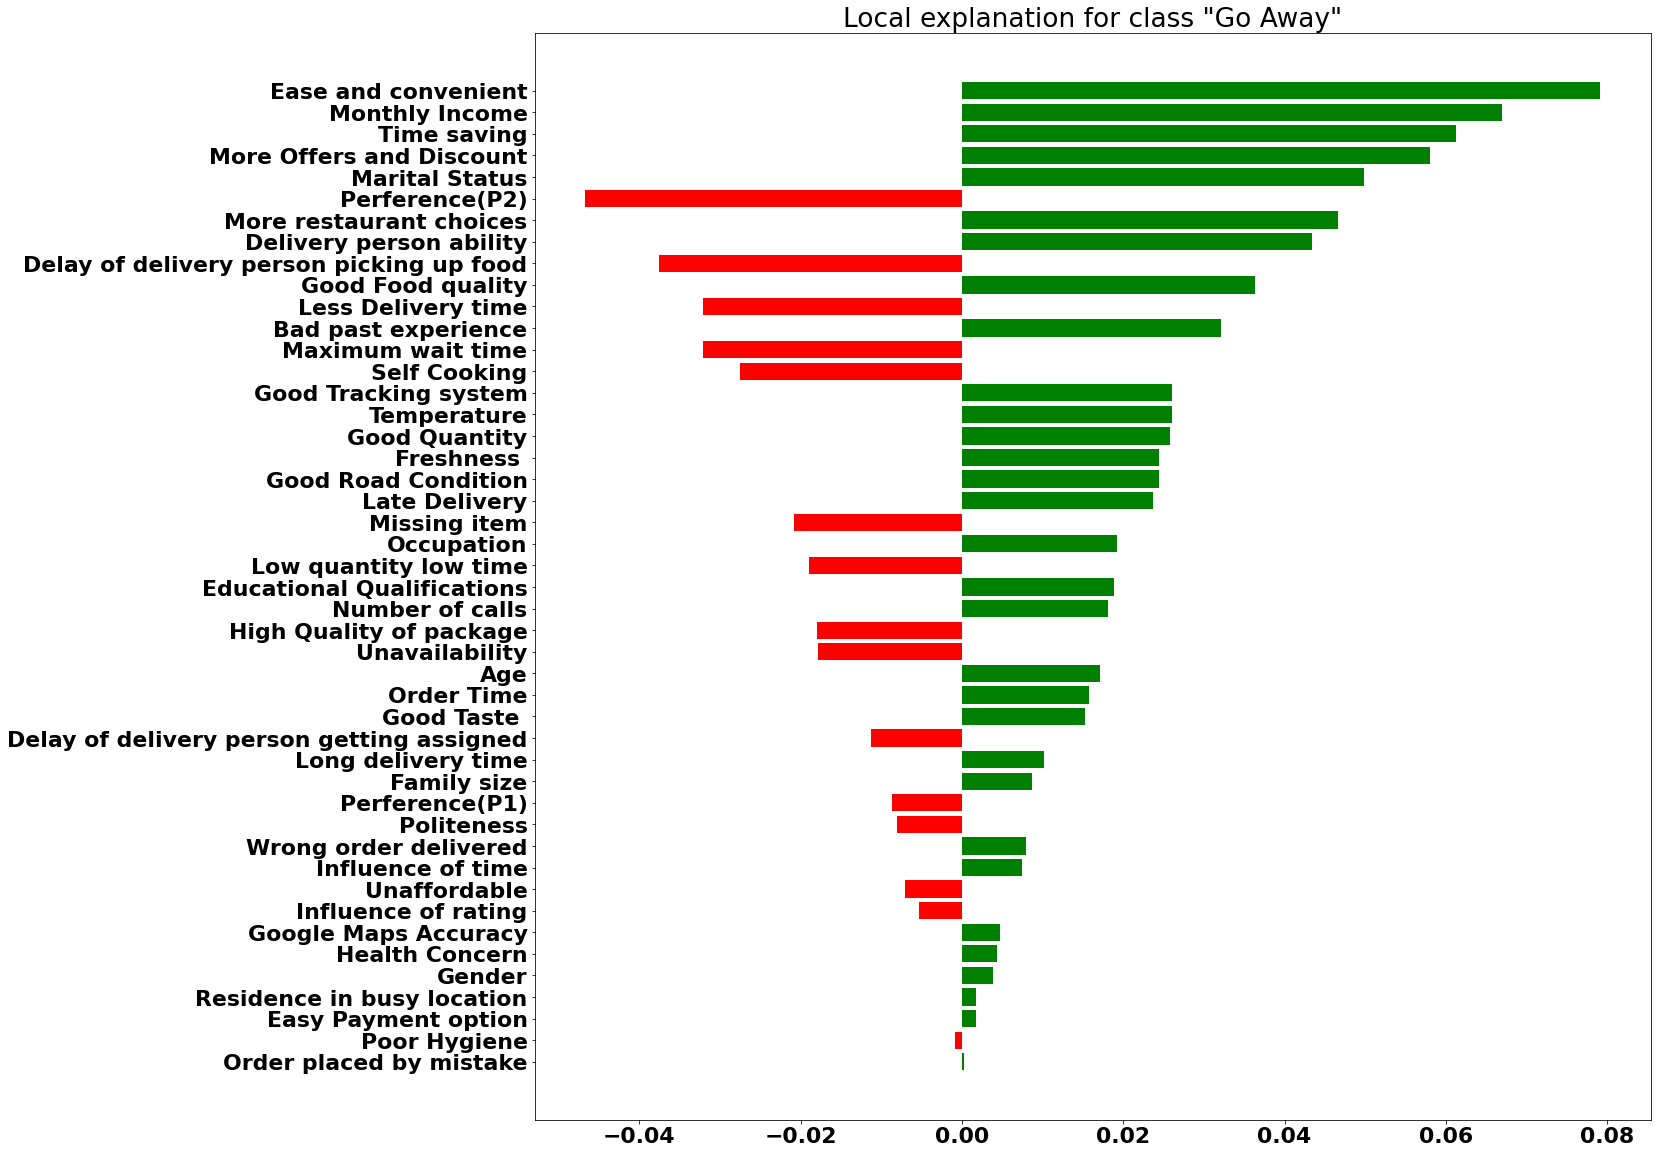 Local explanation for class "Go Away"
Ease and convenient
Monthly Income
Time saving
More Offers and Discount
Marital Status
Perference(P2)
More restaurant choices
Delivery person ability
Delay of delivery person picking up food
Good Food quality
Less Delivery time
Bad past experience
Maximum wait time
Self Cooking
Good Tracking system
Temperature
Good Quantity
Freshness
Good Road Condition
Late Delivery
Missing item
Occupation
Low quantity low time
Educational Qualifications
Number of calls
High Quality of package
Unavailability
Age
Order Time
Good Taste
Delay of delivery person getting assigned
Long delivery time
Family size
Perference(P1)
Politeness
Wrong order delivered
Influence of time
Unaffordable
Influence of rating
Google Maps Accuracy
Health Concern
Gender
Residence in busy location
Easy Payment option
Poor Hygiene
Order placed by mistake
−0.04 −0.02 0.00 0.02 0.04 0.06 0.08